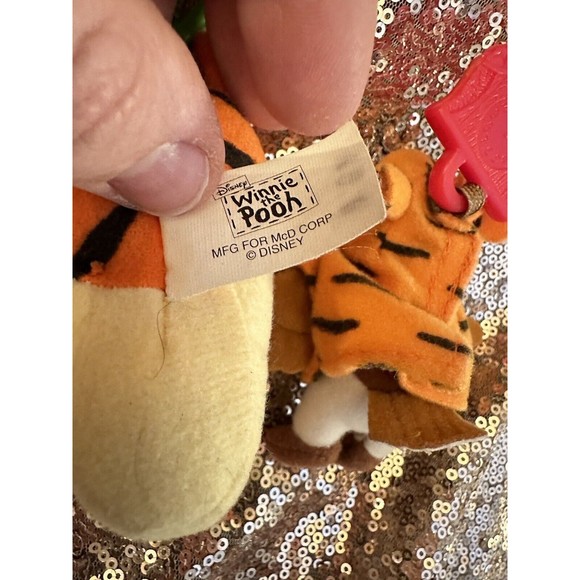 Disney
Winnie
the
Pooh
MFG FOR McD CORP
© DISNEY